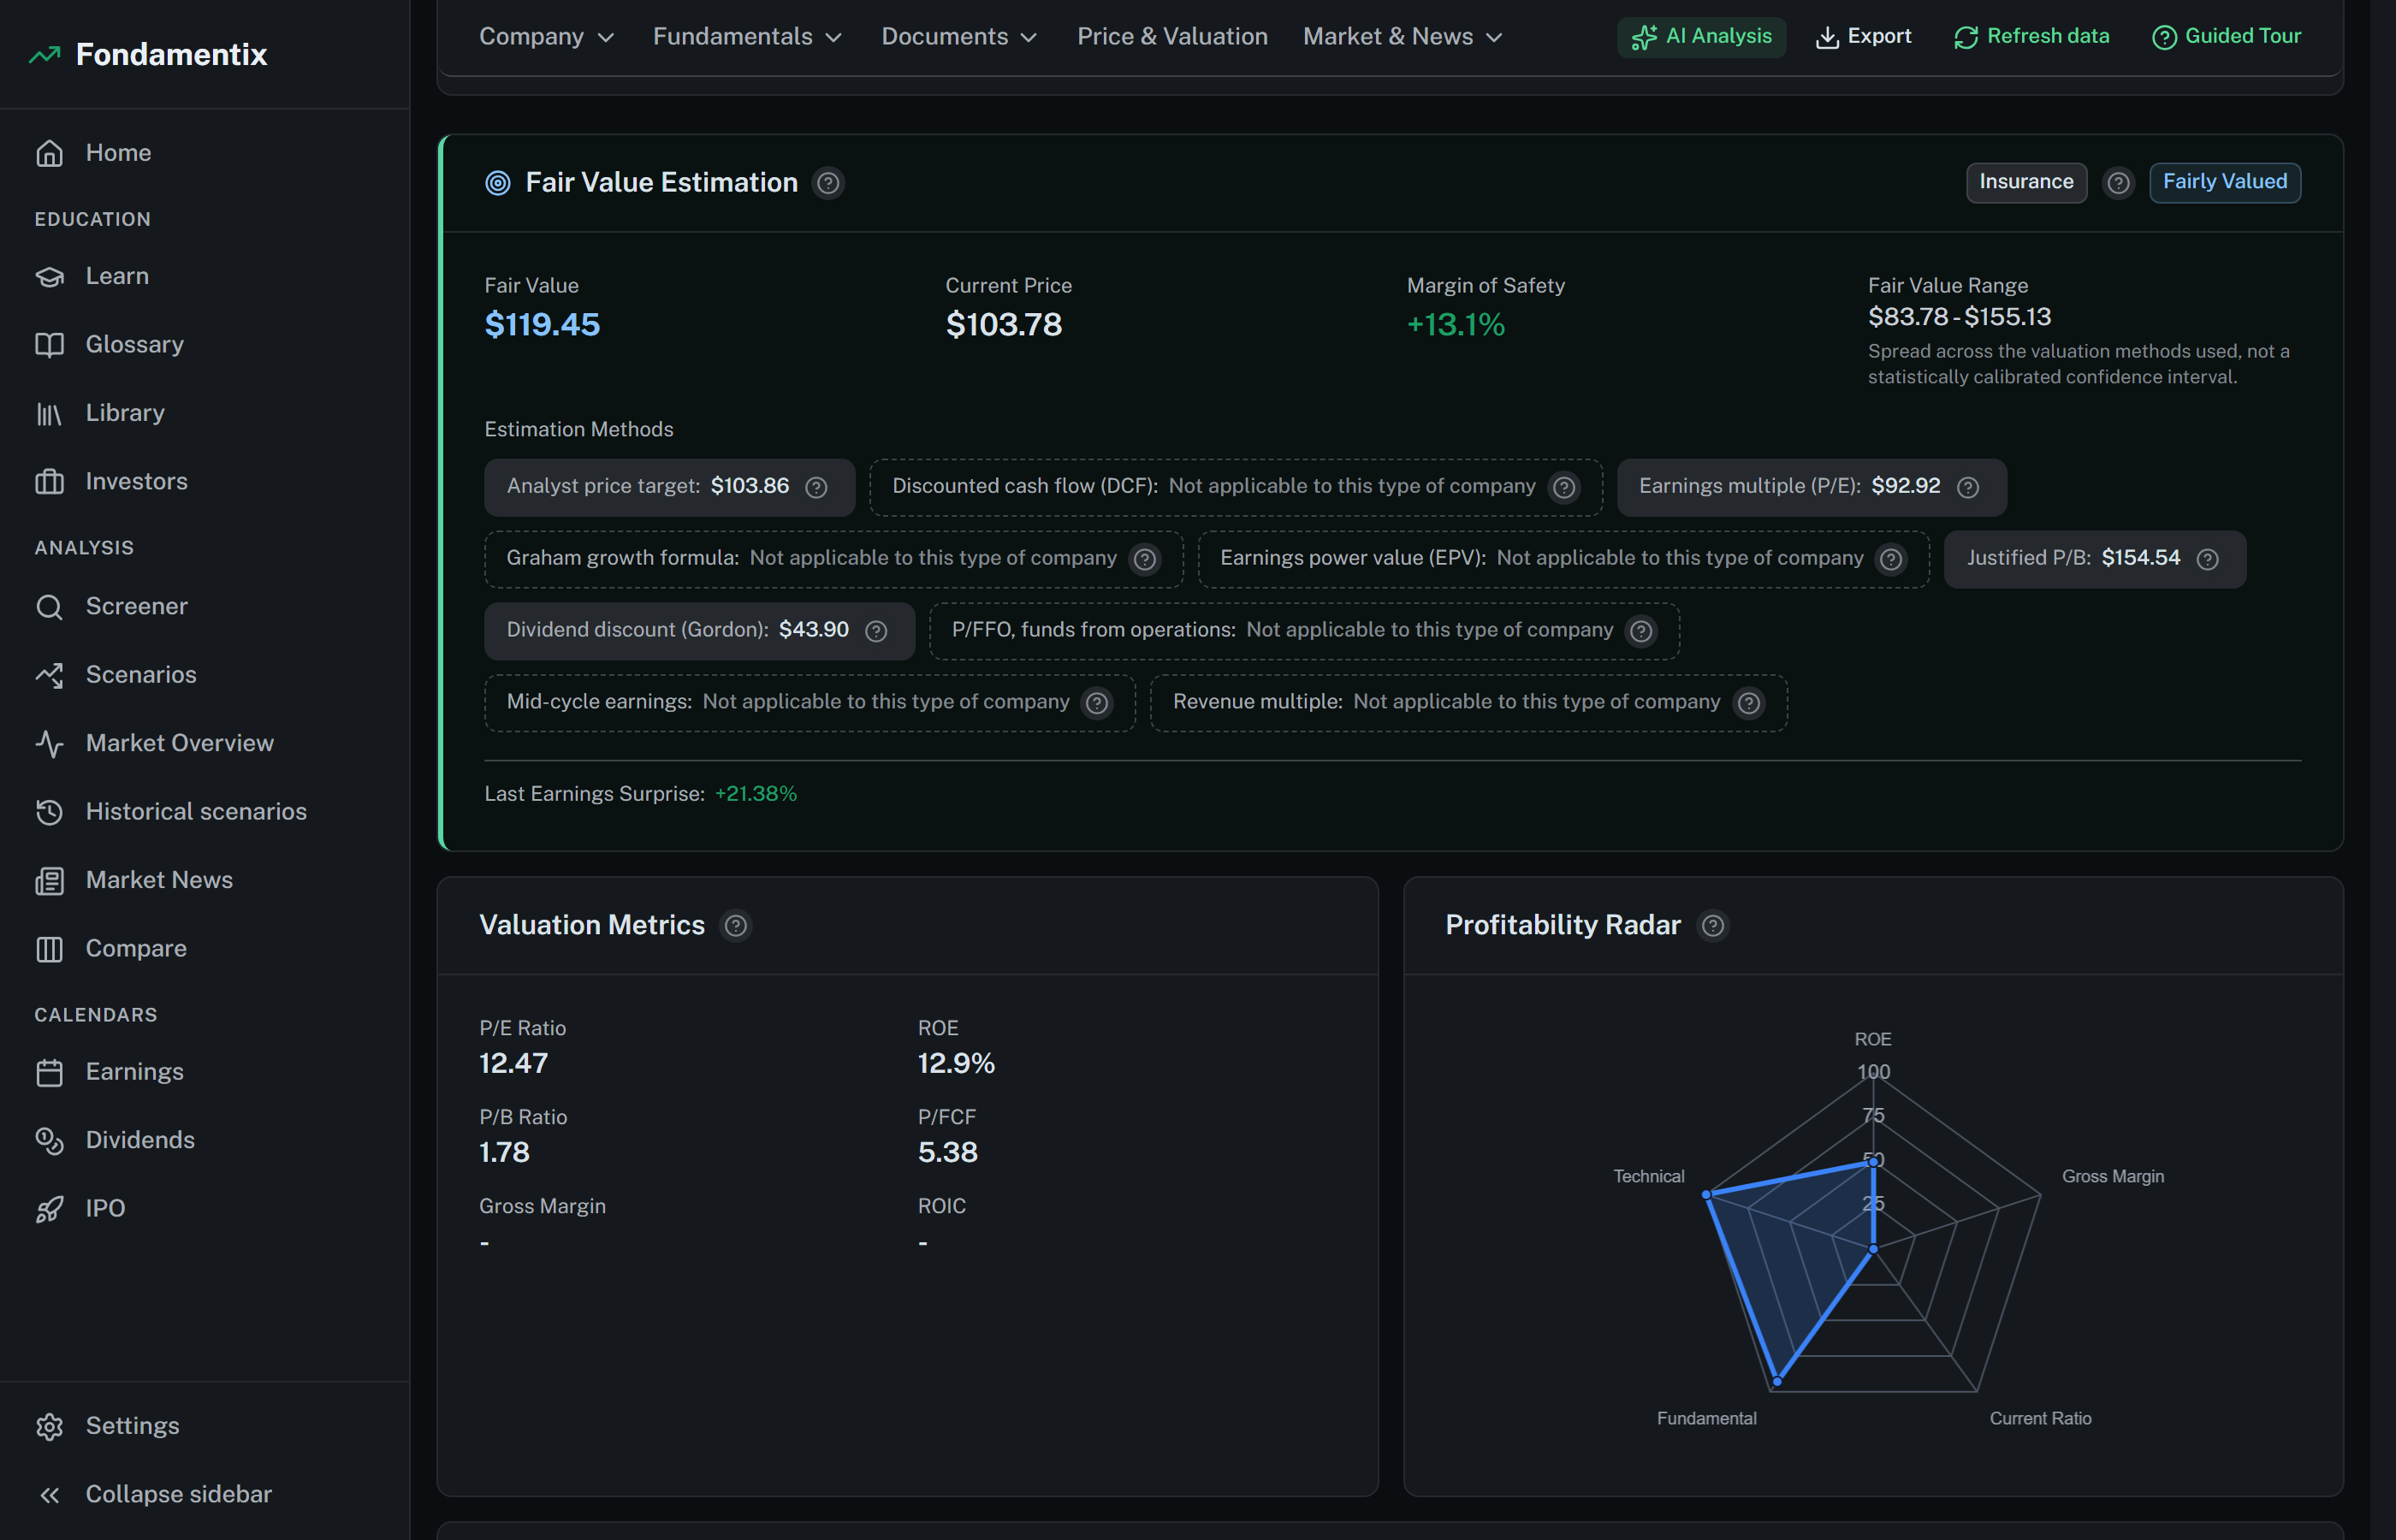 Fondamentix
Home
EDUCATION
Learn
Glossary
Library
Investors
ANALYSIS
Screener
Scenarios
Market Overview
Historical scenarios
Market News
Compare
CALENDARS
Earnings
Dividends
IPO
Settings
Collapse sidebar
Company Fundamentals Documents Price & Valuation Market & News AI Analysis Export Refresh data Guided Tour
Fair Value Estimation Insurance Fairly Valued
Fair Value Current Price Margin of Safety Fair Value Range
$119.45 $103.78 +13.1% $83.78 - $155.13
Spread across the valuation methods used, not a
statistically calibrated confidence interval.
Estimation Methods
Analyst price target: $103.86 Discounted cash flow (DCF): Not applicable to this type of company Earnings multiple (P/E): $92.92
Graham growth formula: Not applicable to this type of company Earnings power value (EPV): Not applicable to this type of company Justified P/B: $154.54
Dividend discount (Gordon): $43.90 P/FFO, funds from operations: Not applicable to this type of company
Mid-cycle earnings: Not applicable to this type of company Revenue multiple: Not applicable to this type of company
Last Earnings Surprise: +21.38%
Valuation Metrics
P/E Ratio ROE
12.47 12.9%
P/B Ratio P/FCF
1.78 5.38
Gross Margin ROIC
- -
Profitability Radar
ROE
100
75
50
25
Technical Gross Margin
Fundamental Current Ratio